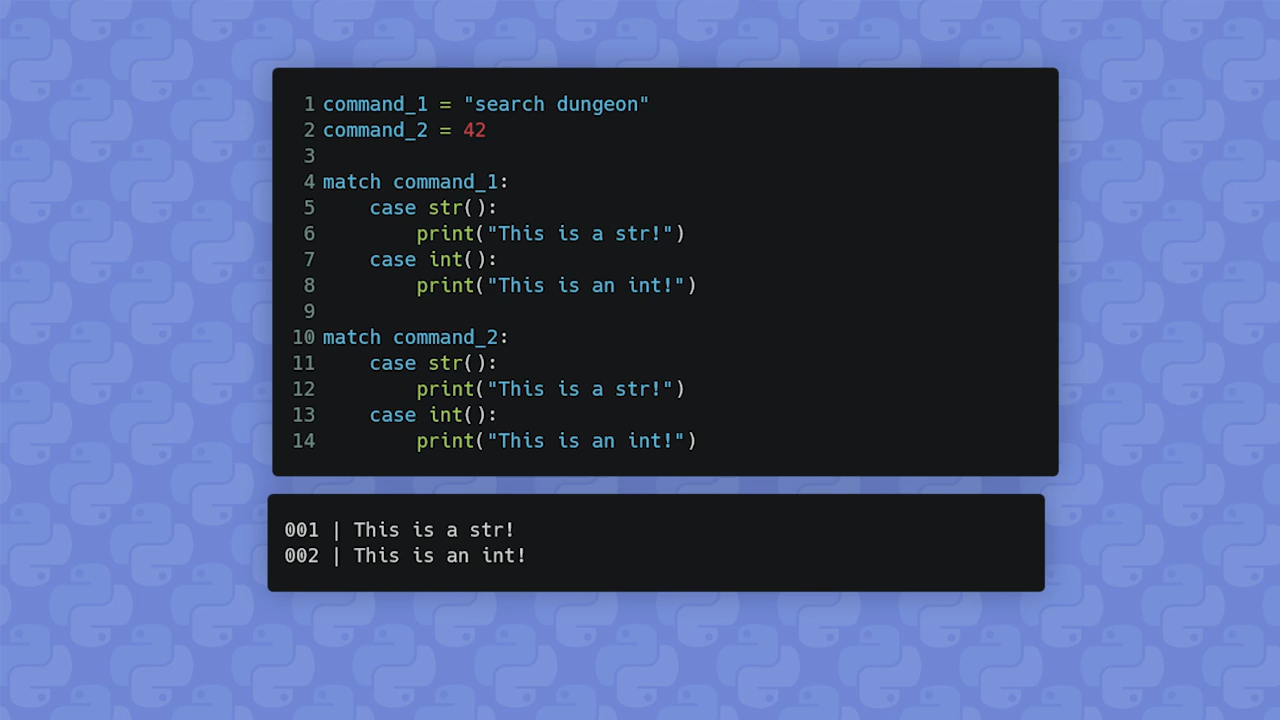 1 command_1 = "search dungeon"
2 command_2 = 42
3
4 match command_1:
5     case str():
6         print("This is a str!")
7     case int():
8         print("This is an int!")
9
10 match command_2:
11     case str():
12         print("This is a str!")
13     case int():
14         print("This is an int!")
001 | This is a str!
002 | This is an int!